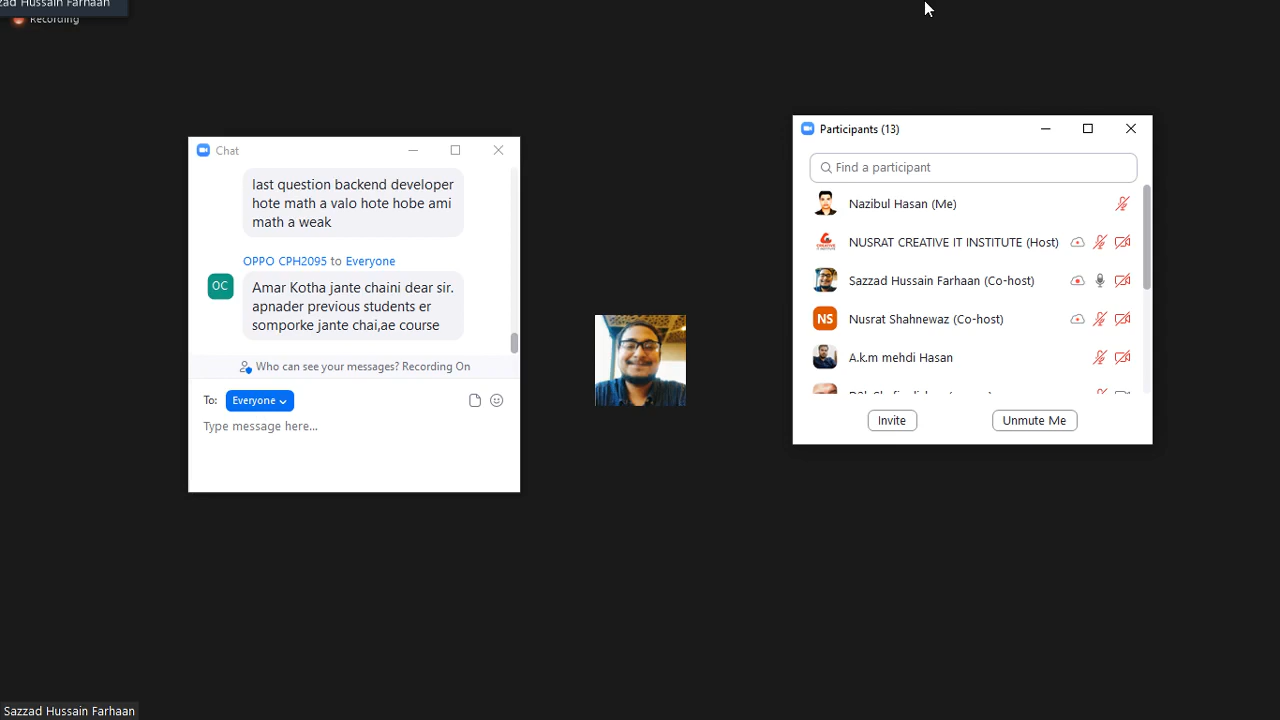 zad Hussain Farhaan
Recording
Chat
last question backend developer
hote math a valo hote hobe ami
math a weak
OPPO CPH2095 to Everyone
OC
Amar Kotha jante chaini dear sir.
apnader previous students er
somporke jante chai,ae course
Who can see your messages? Recording On
To: Everyone
Type message here...
Participants (13)
Find a participant
Nazibul Hasan (Me)
NUSRAT CREATIVE IT INSTITUTE (Host)
Sazzad Hussain Farhaan (Co-host)
NS
Nusrat Shahnewaz (Co-host)
A.k.m mehdi Hasan
Invite
Unmute Me
Sazzad Hussain Farhaan